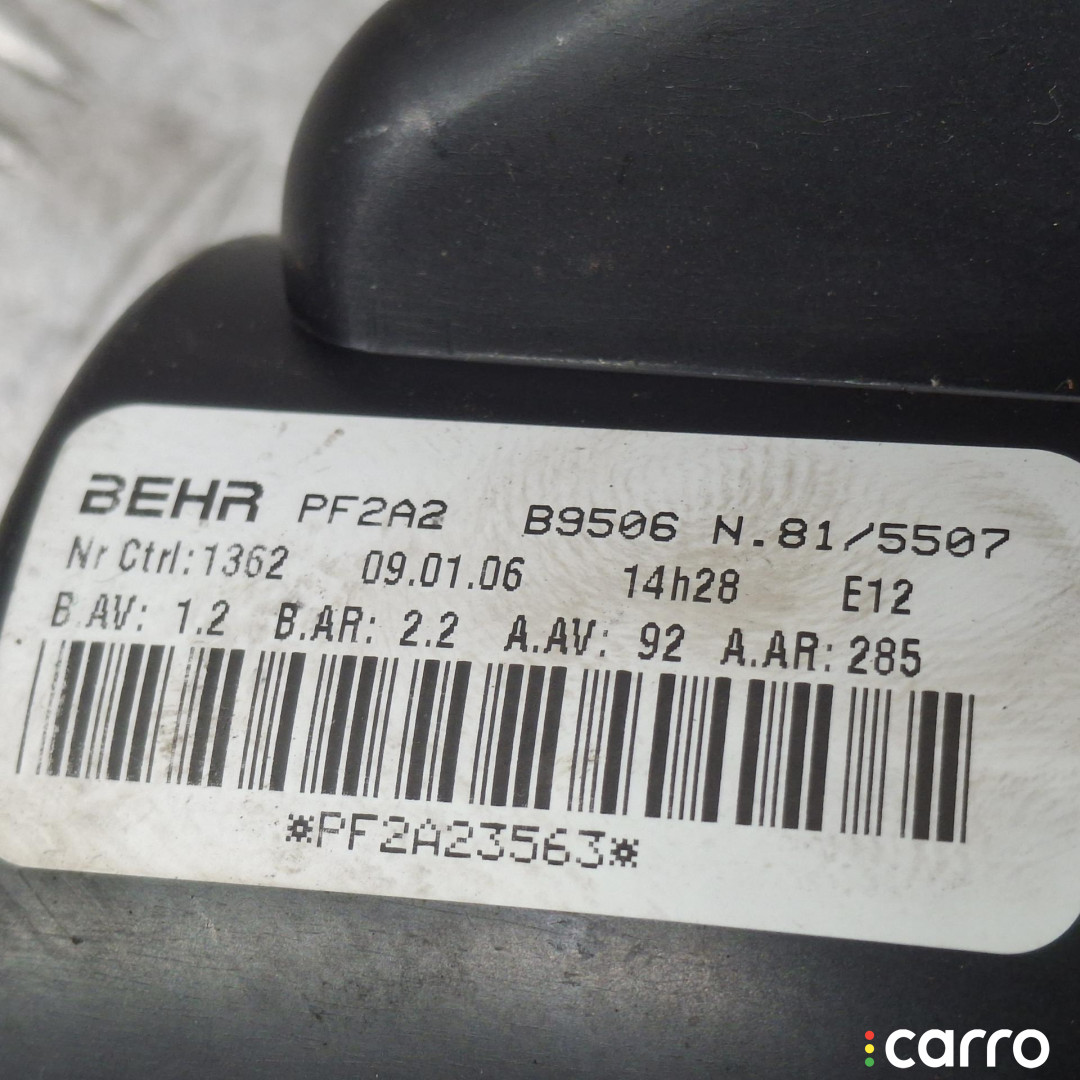 BEHR PF2A2 B9506 N.81/5507
Nr Ctrl:1362 09.01.06 14h28 E12
B.AV: 1.2 B.AR: 2.2 A.AV: 92 A.AR: 285
*PF2A23563*
carro